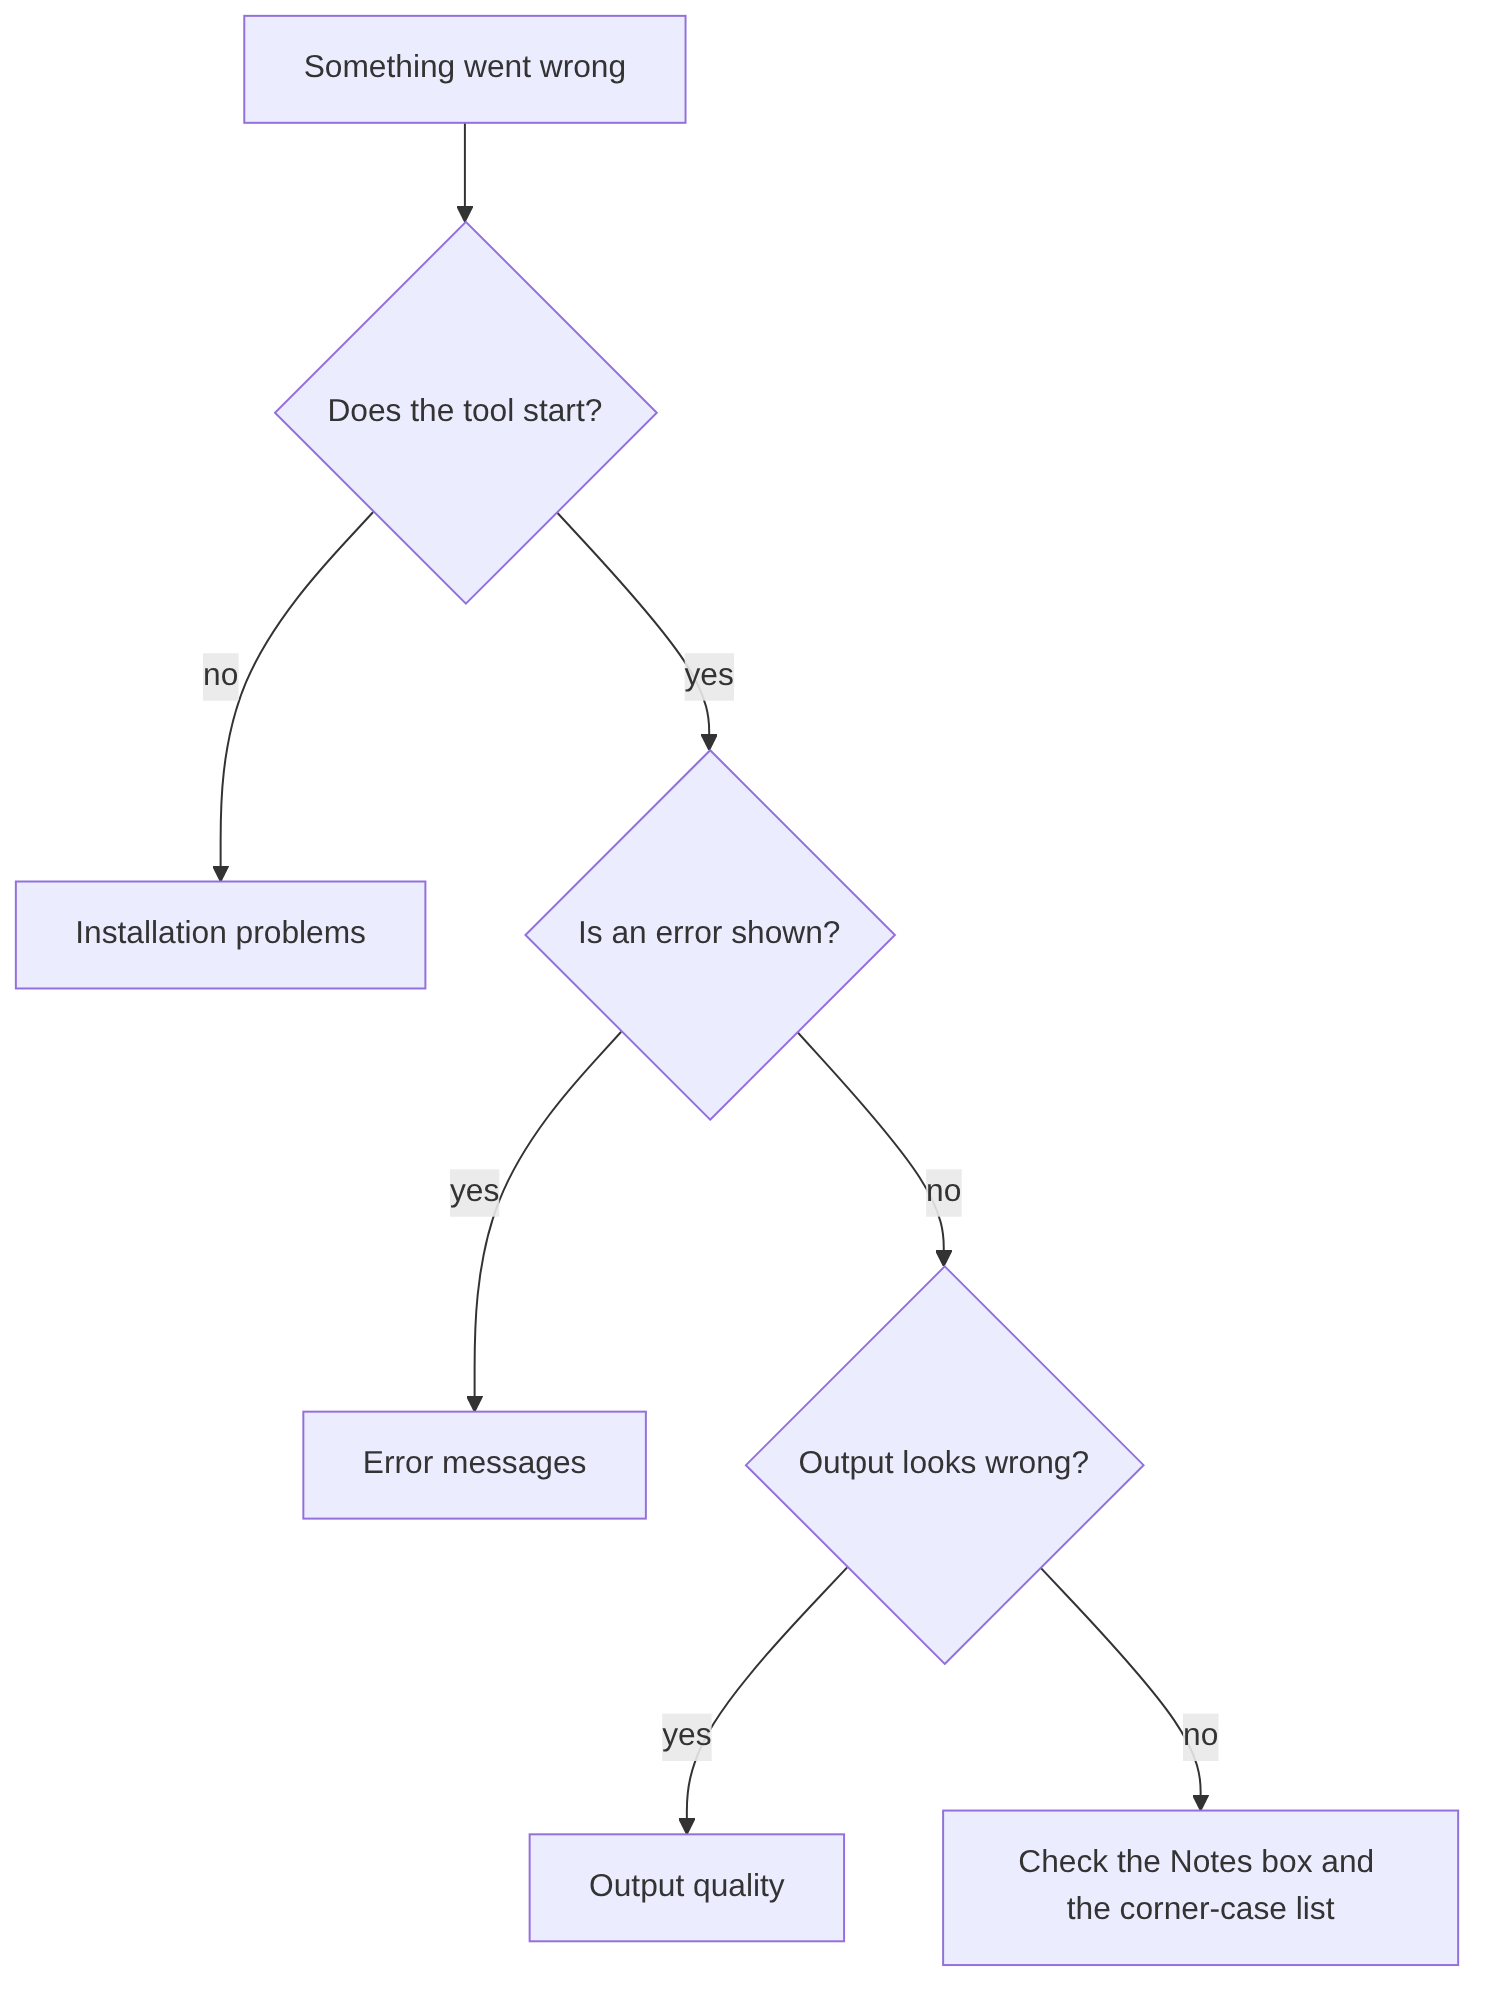 Something went wrong
Does the tool start?
no
yes
Installation problems
Is an error shown?
yes
no
Error messages
Output looks wrong?
yes
no
Output quality
Check the Notes box and
the corner-case list